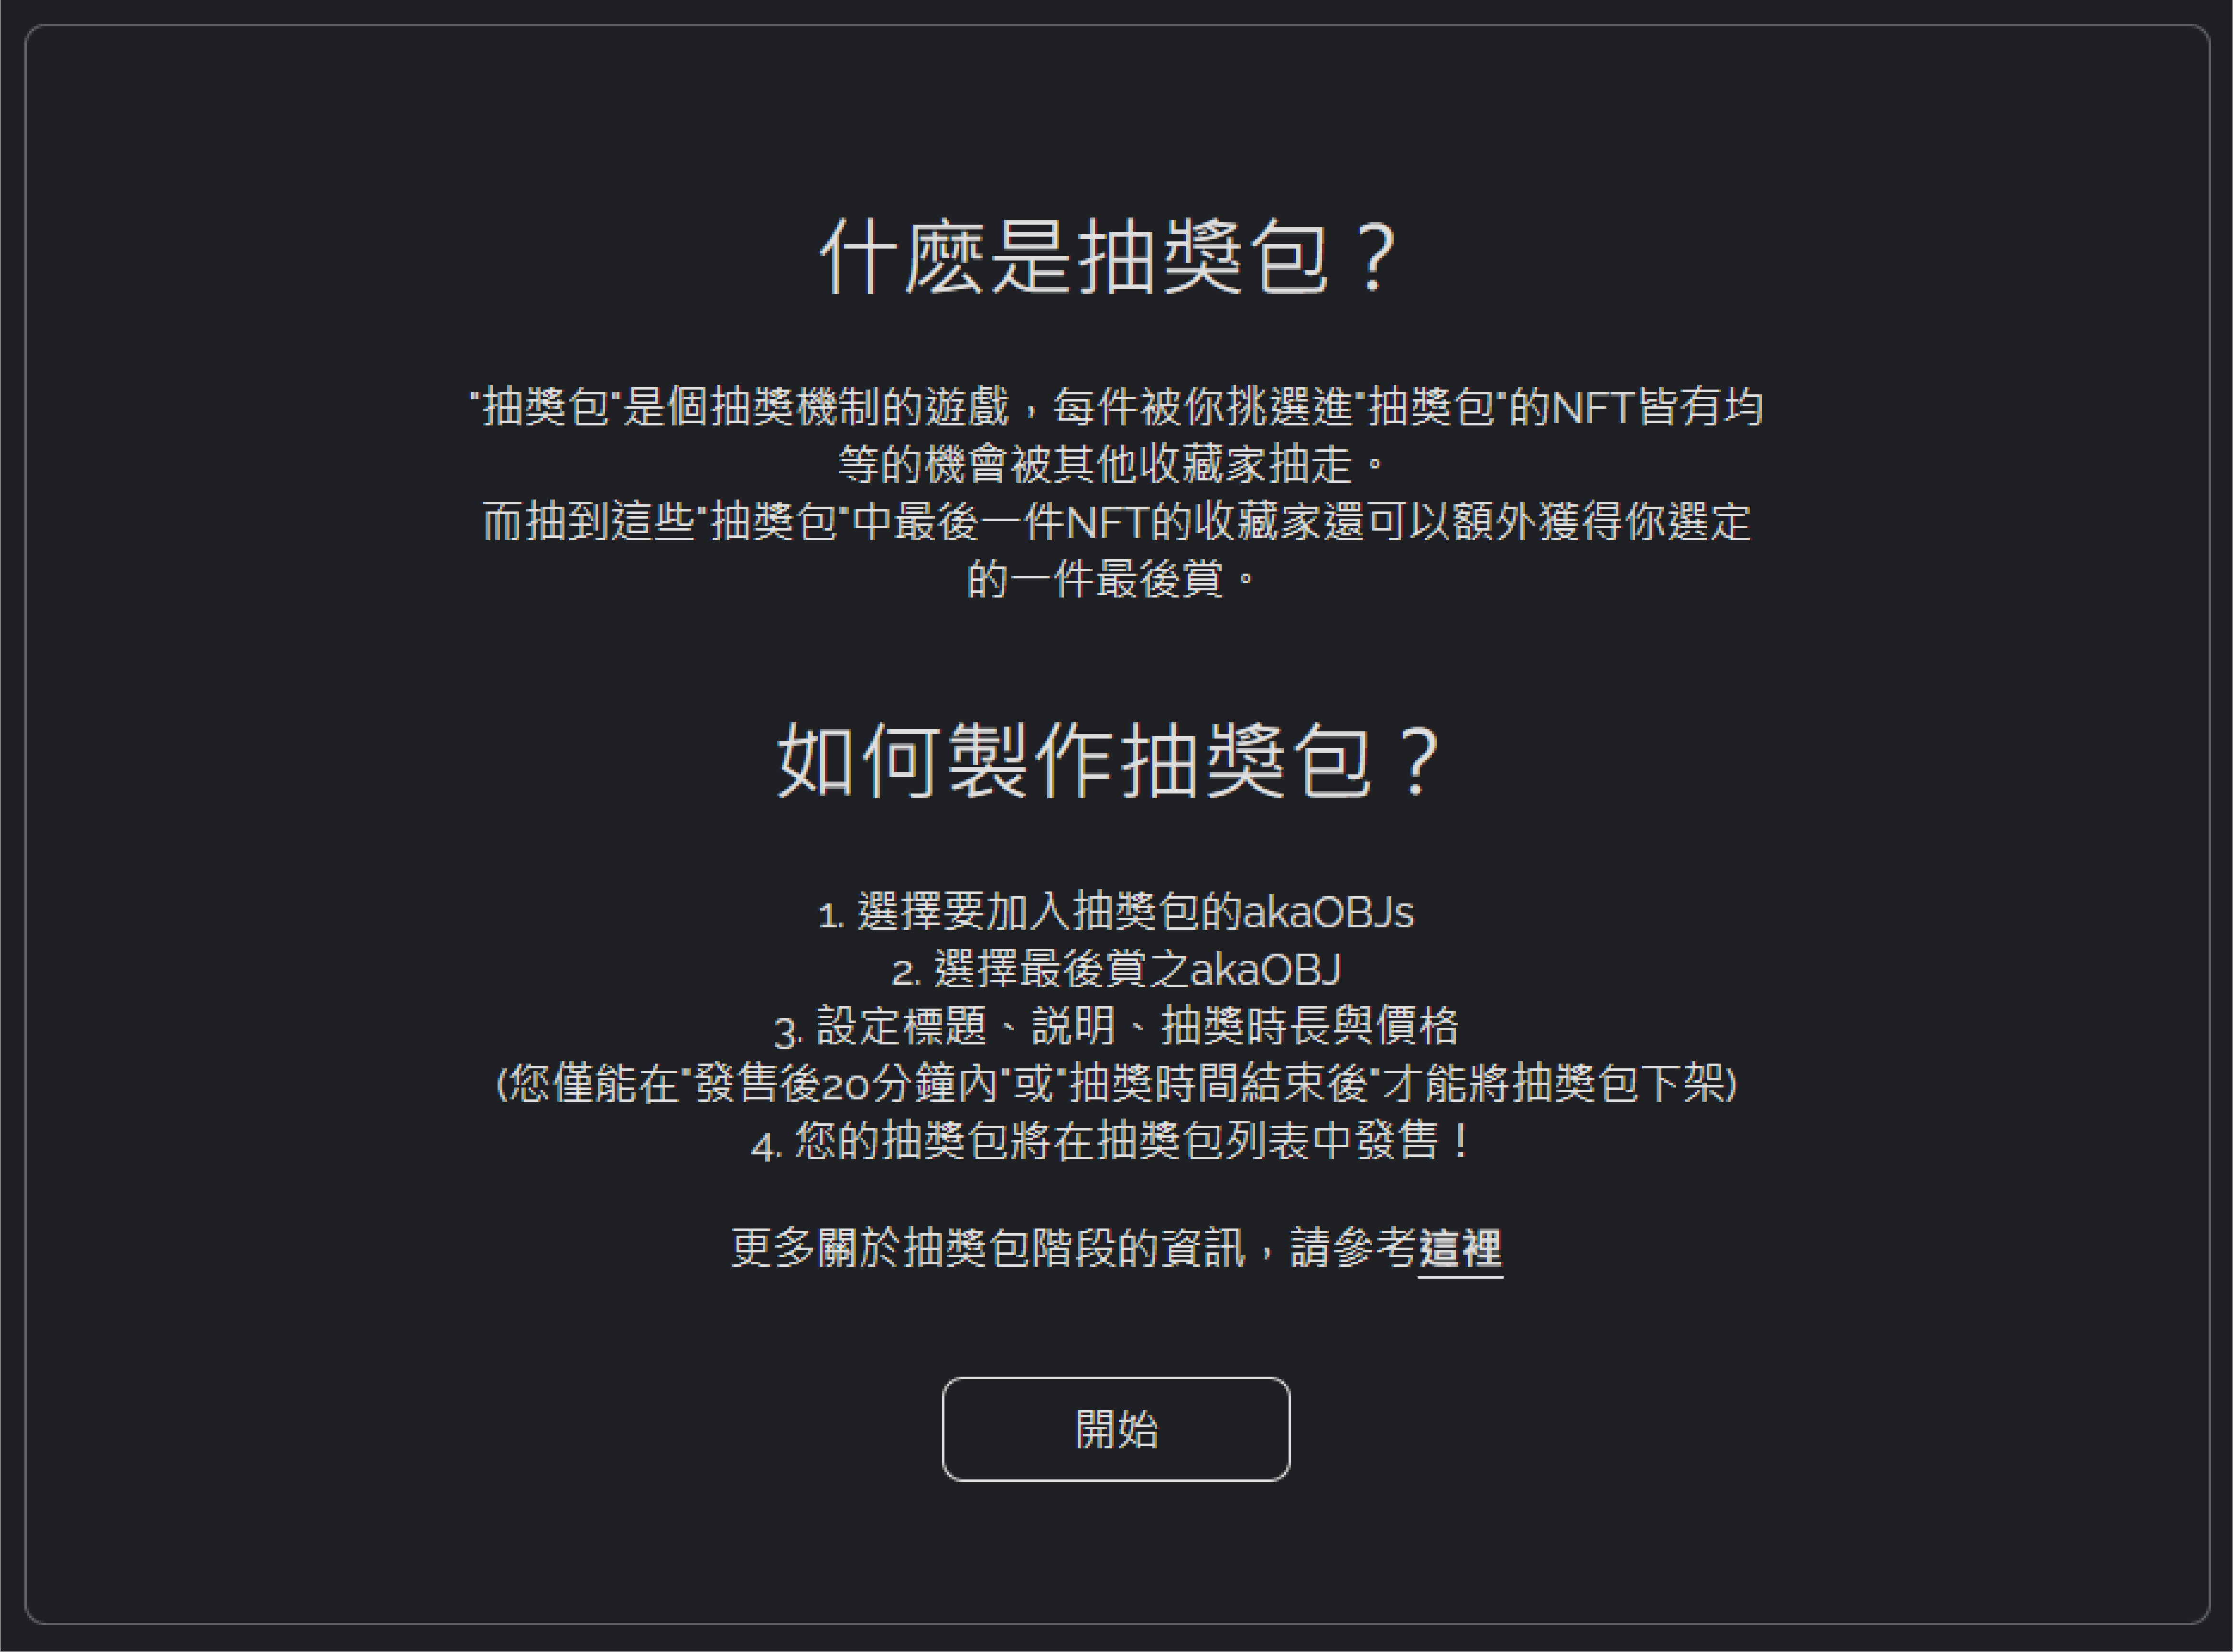 什麼是抽獎包？
"抽獎包"是個抽獎機制的遊戲，每件被你挑選進"抽獎包"的NFT皆有均
等的機會被其他收藏家抽走。
而抽到這些"抽獎包"中最後一件NFT的收藏家還可以額外獲得你選定
的一件最後賞。
如何製作抽獎包？
1. 選擇要加入抽獎包的akaOBJs
2. 選擇最後賞之akaOBJ
3. 設定標題、說明、抽獎時長與價格
(您僅能在"發售後20分鐘內"或"抽獎時間結束後"才能將抽獎包下架)
4. 您的抽獎包將在抽獎包列表中發售！
更多關於抽獎包階段的資訊，請參考這裡
開始